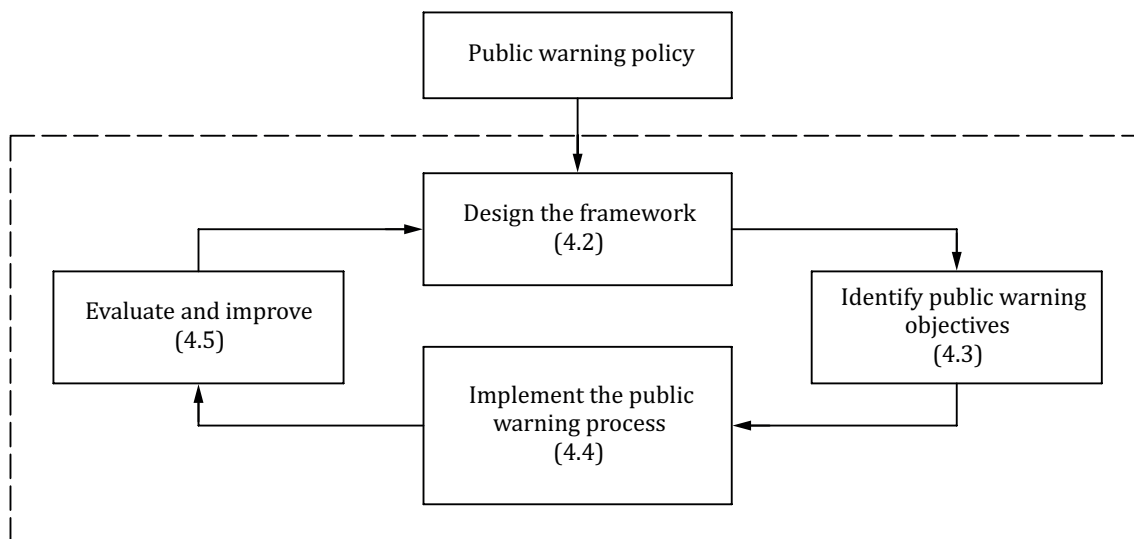 Public warning policy
Design the framework
(4.2)
Identify public warning
objectives
(4.3)
Evaluate and improve
(4.5)
Implement the public
warning process
(4.4)